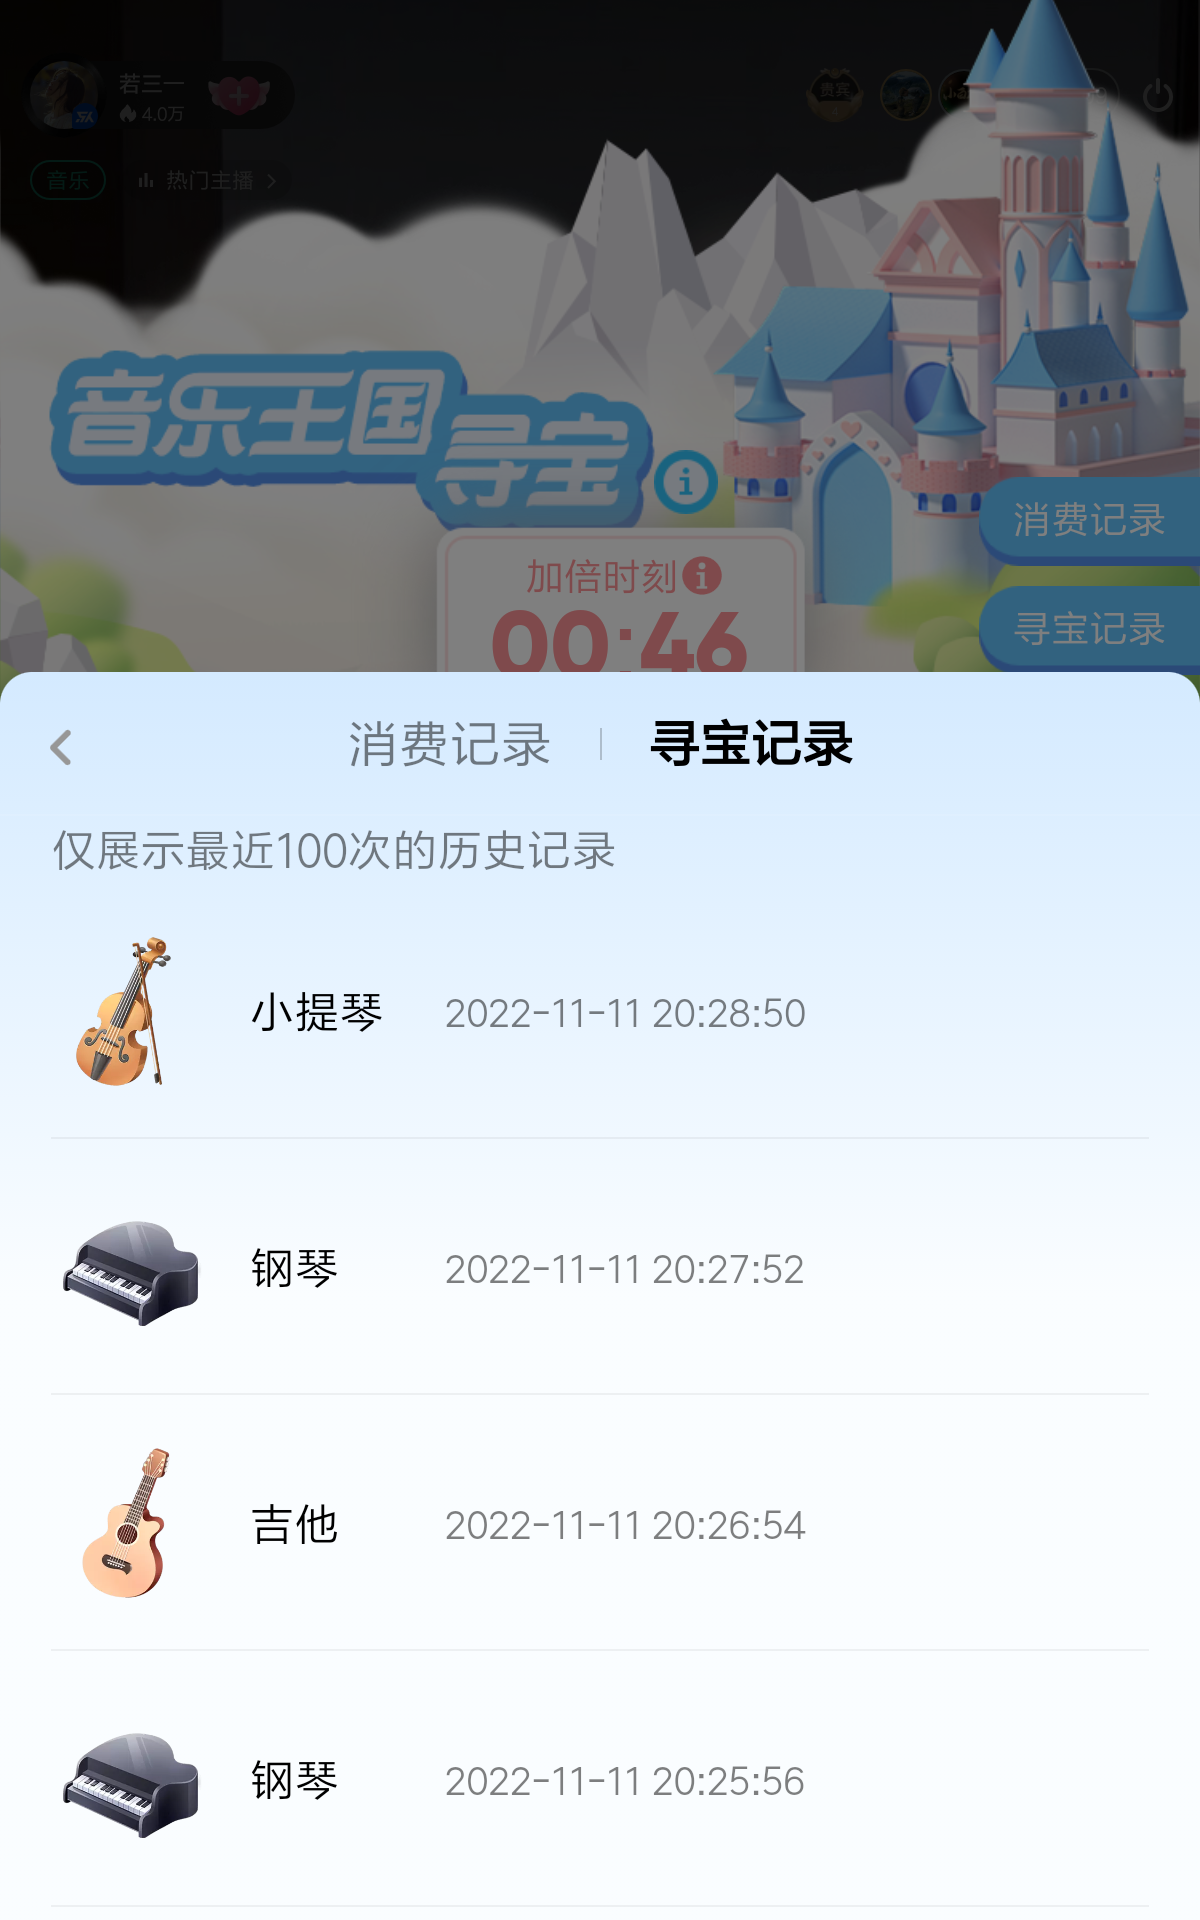 若三一
4.0万
贵宾
音乐
热门主播
音乐王国
寻宝
消费记录
加倍时刻
00:46
寻宝记录
消费记录
寻宝记录
仅展示最近100次的历史记录
小提琴 2022-11-11 20:28:50
钢琴 2022-11-11 20:27:52
吉他 2022-11-11 20:26:54
钢琴 2022-11-11 20:25:56